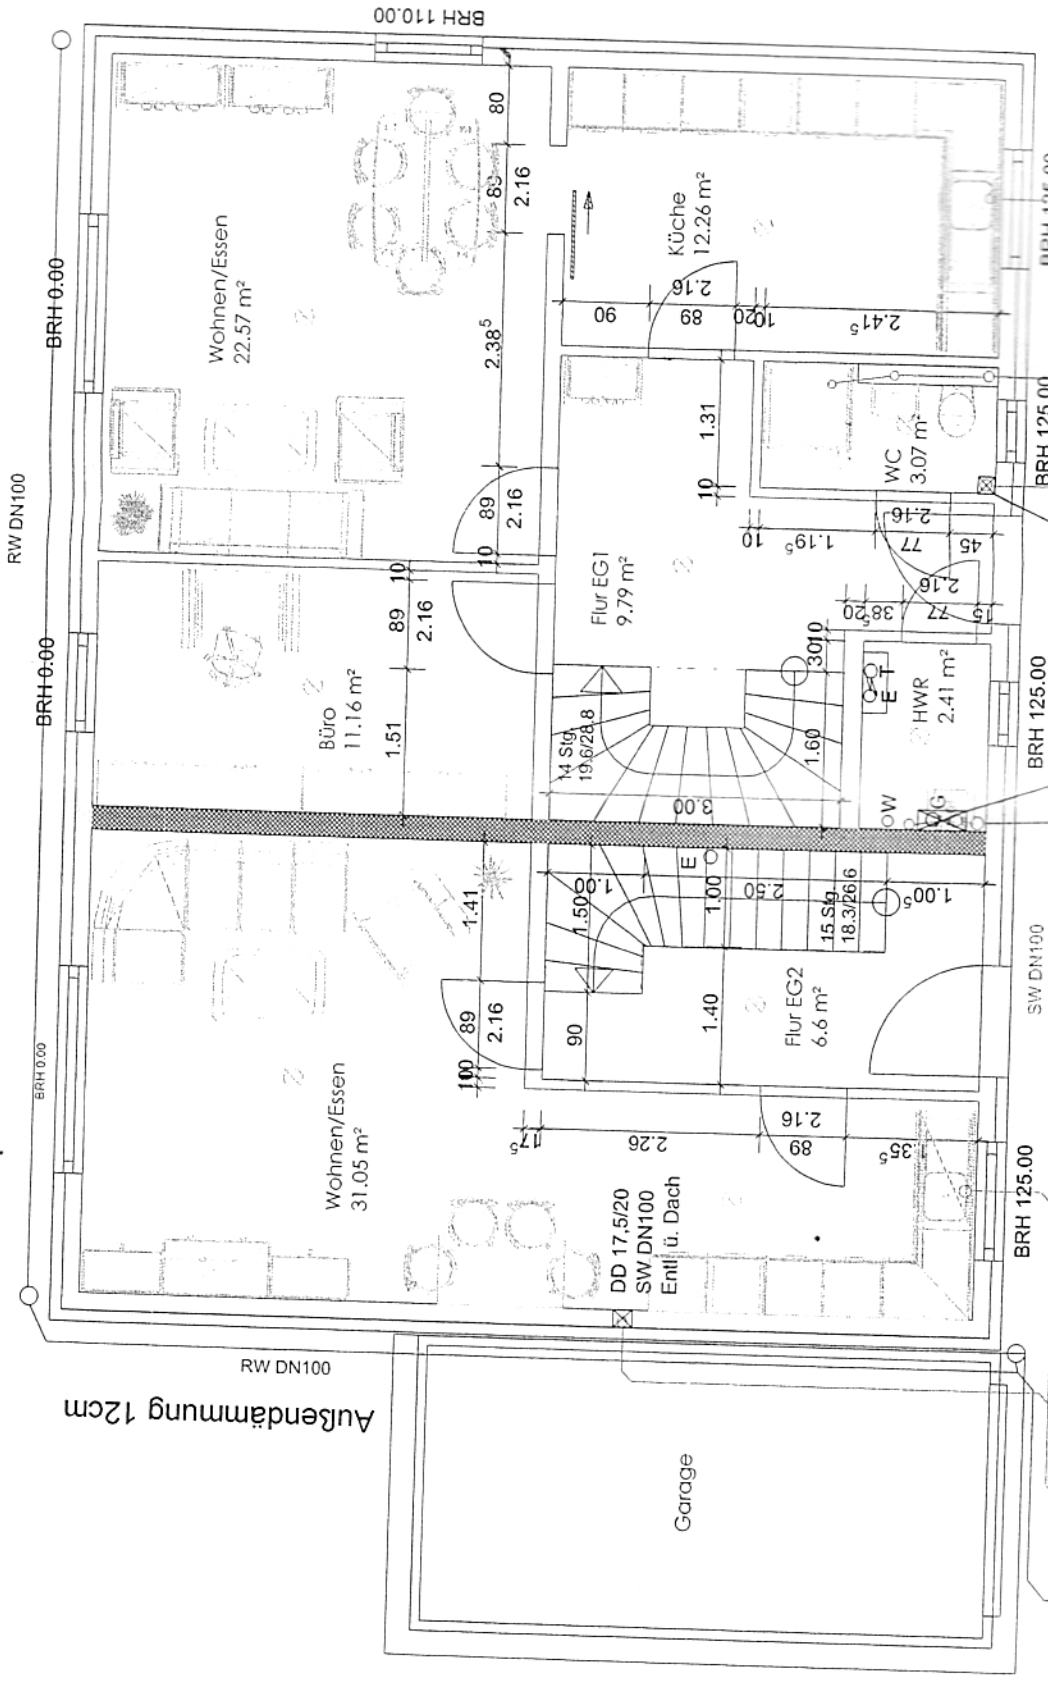 BRH 110.00
BRH 0.00
RW DN100
BRH 0.00
BRH 0.00
Wohnen/Essen
22.57 m²
80
89
2.16
2.38⁵
89
2.16
10
Küche
12.26 m²
90
89
2.16
20
10
2.41⁵
BRH 125.00
Büro
11.16 m²
10
89
2.16
1.51
Flur EG1
9.79 m²
1.31
10
WC
3.07 m²
10
1.19⁵
77
2.16
45
BRH 125.00
20
38⁵
77
2.16
15
14 Stg
19.6/28.8
3.00
1.60
30
10
HWR
2.41 m²
E
T
W
G
BRH 125.00
Wohnen/Essen
31.05 m²
1.41
89
2.16
10
1.00
1.50
E
1.00
2.50
1.00⁵
15 Stg
18.3/26.6
90
1.40
Flur EG2
6.6 m²
SW DN100
17⁵
2.26
89
2.16
35⁵
DD 17,5/20
SW DN100
Entl. ü. Dach
BRH 125.00
RW DN100
Außendämmung 12cm
Garage